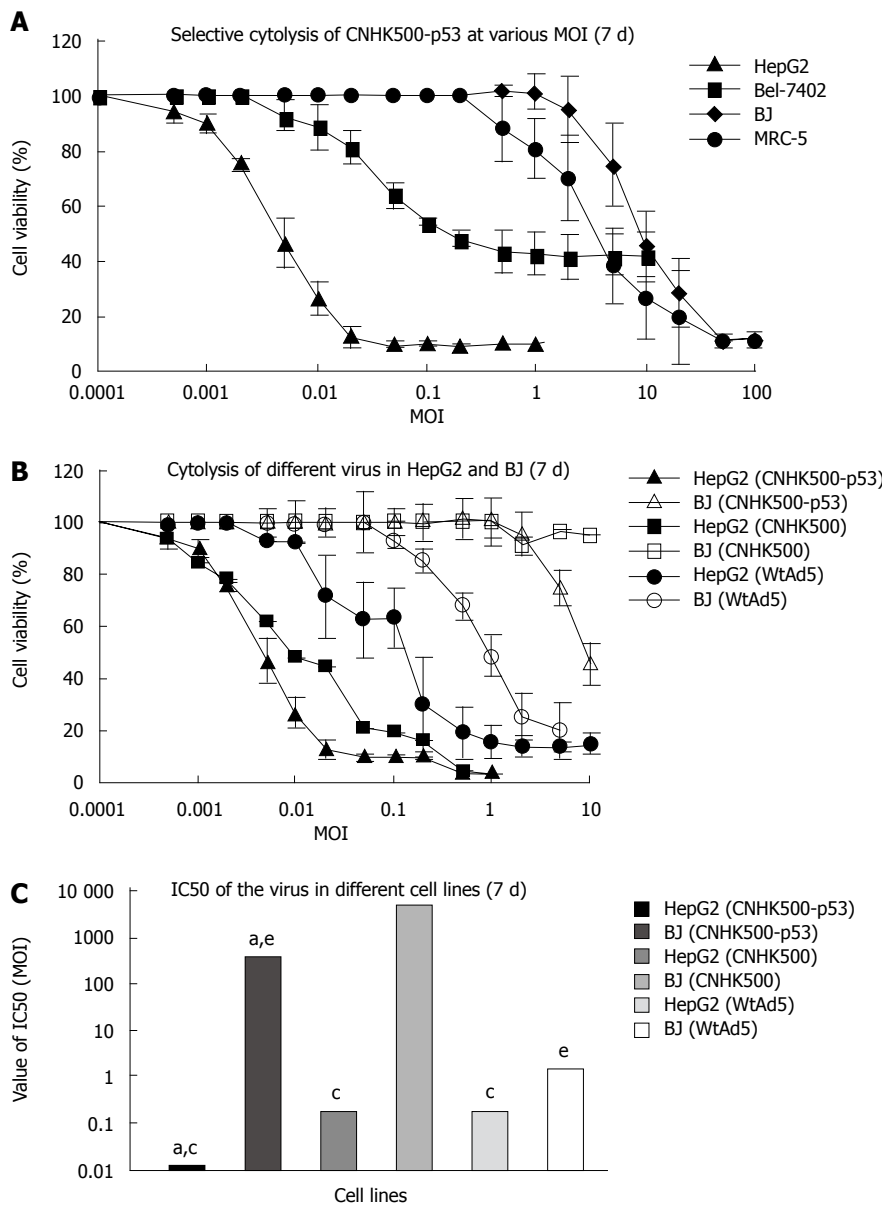 A
Selective cytolysis of CNHK500-p53 at various MOI (7 d)
HepG2
Bel-7402
BJ
MRC-5
Cell viability (%)
120
100
80
60
40
20
0
0.0001 0.001 0.01 0.1 1 10 100
MOI
B
Cytolysis of different virus in HepG2 and BJ (7 d)
HepG2 (CNHK500-p53)
BJ (CNHK500-p53)
HepG2 (CNHK500)
BJ (CNHK500)
HepG2 (WtAd5)
BJ (WtAd5)
Cell viability (%)
120
100
80
60
40
20
0
0.0001 0.001 0.01 0.1 1 10
MOI
C
IC50 of the virus in different cell lines (7 d)
HepG2 (CNHK500-p53)
BJ (CNHK500-p53)
HepG2 (CNHK500)
BJ (CNHK500)
HepG2 (WtAd5)
BJ (WtAd5)
Value of IC50 (MOI)
10 000
1000
100
10
1
0.1
0.01
a,c
a,e
c
c
e
Cell lines